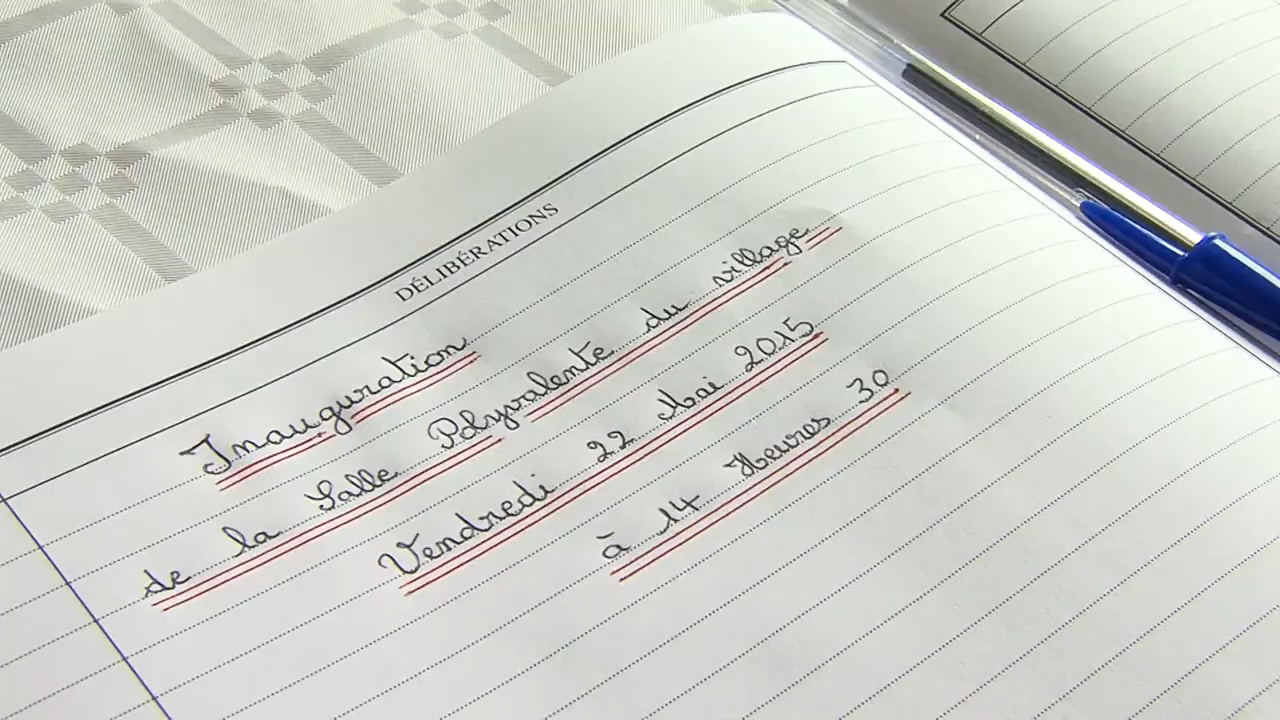 DÉLIBÉRATIONS
Inauguration
de la Salle Polyvalente du village
Vendredi 22 Mai 2015
à 14 Heures 30